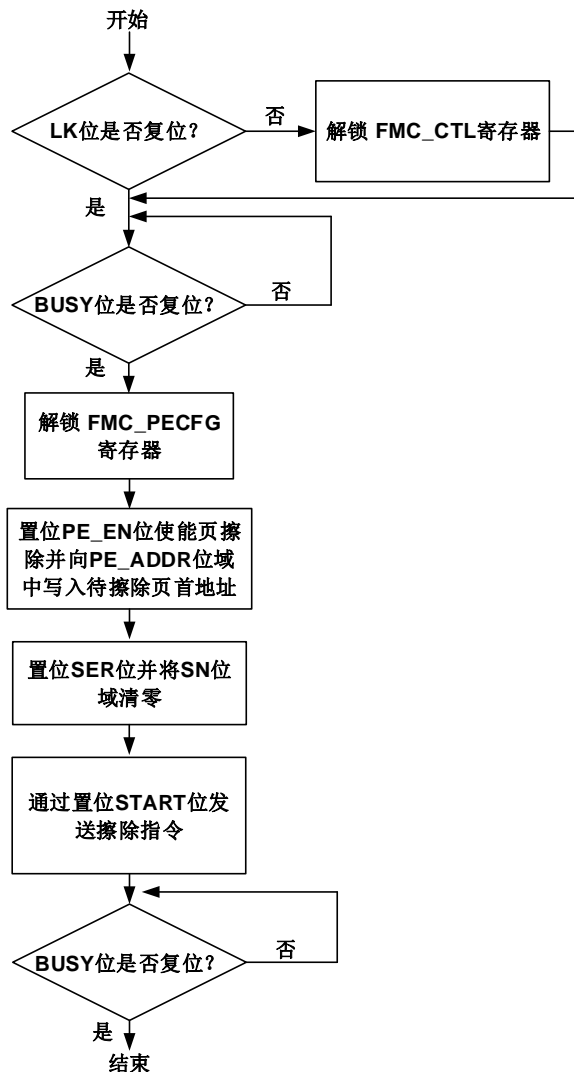 开始
LK位是否复位？
否
解锁 FMC_CTL寄存器
是
BUSY位是否复位？
否
是
解锁 FMC_PECFG
寄存器
置位PE_EN位使能页擦
除并向PE_ADDR位域
中写入待擦除页首地址
置位SER位并将SN位
域清零
通过置位START位发
送擦除指令
BUSY位是否复位？
否
是
结束